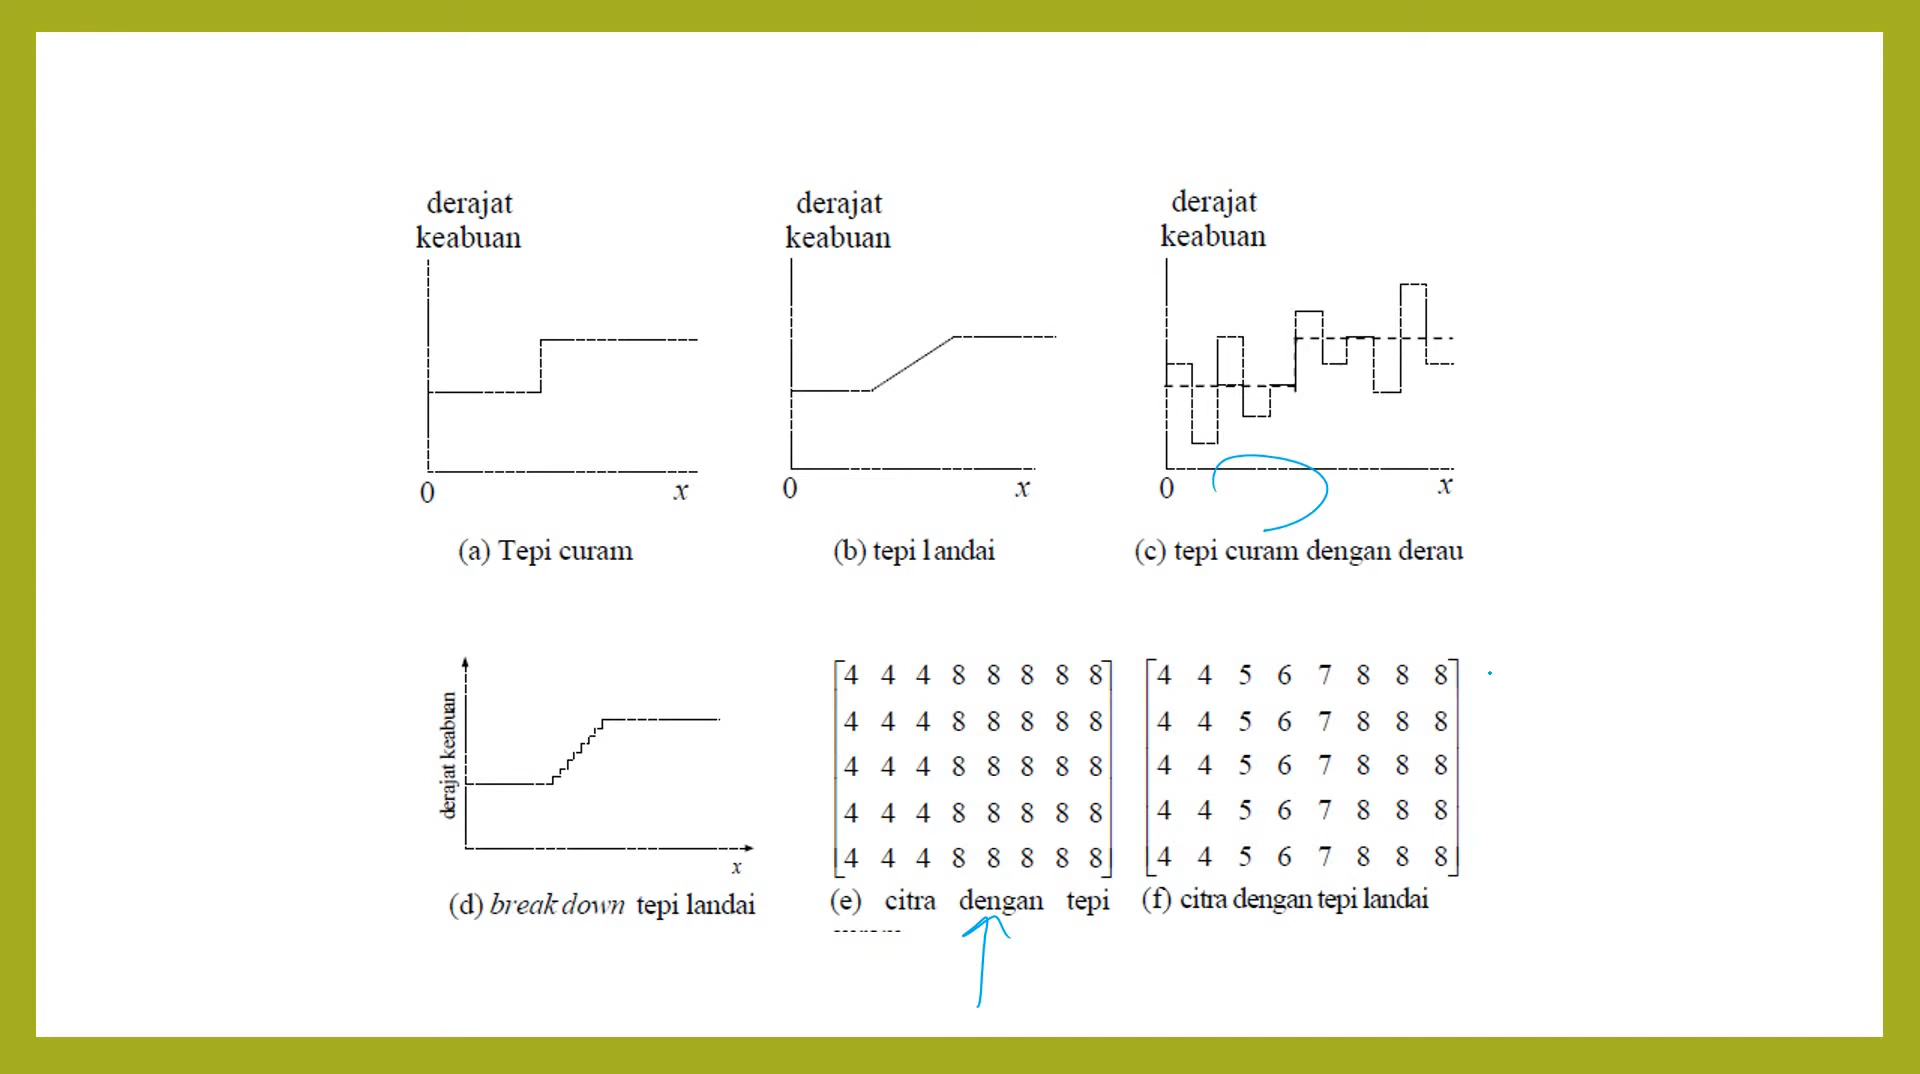 derajat
keabuan
0
x
(a) Tepi curam
derajat
keabuan
0
x
(b) tepi landai
derajat
keabuan
0
x
(c) tepi curam dengan derau
derajat keabuan
x
(d) break down tepi landai
4 4 4 8 8 8 8 8
4 4 4 8 8 8 8 8
4 4 4 8 8 8 8 8
4 4 4 8 8 8 8 8
4 4 4 8 8 8 8 8
(e) citra dengan tepi
4 4 5 6 7 8 8 8
4 4 5 6 7 8 8 8
4 4 5 6 7 8 8 8
4 4 5 6 7 8 8 8
4 4 5 6 7 8 8 8
(f) citra dengan tepi landai